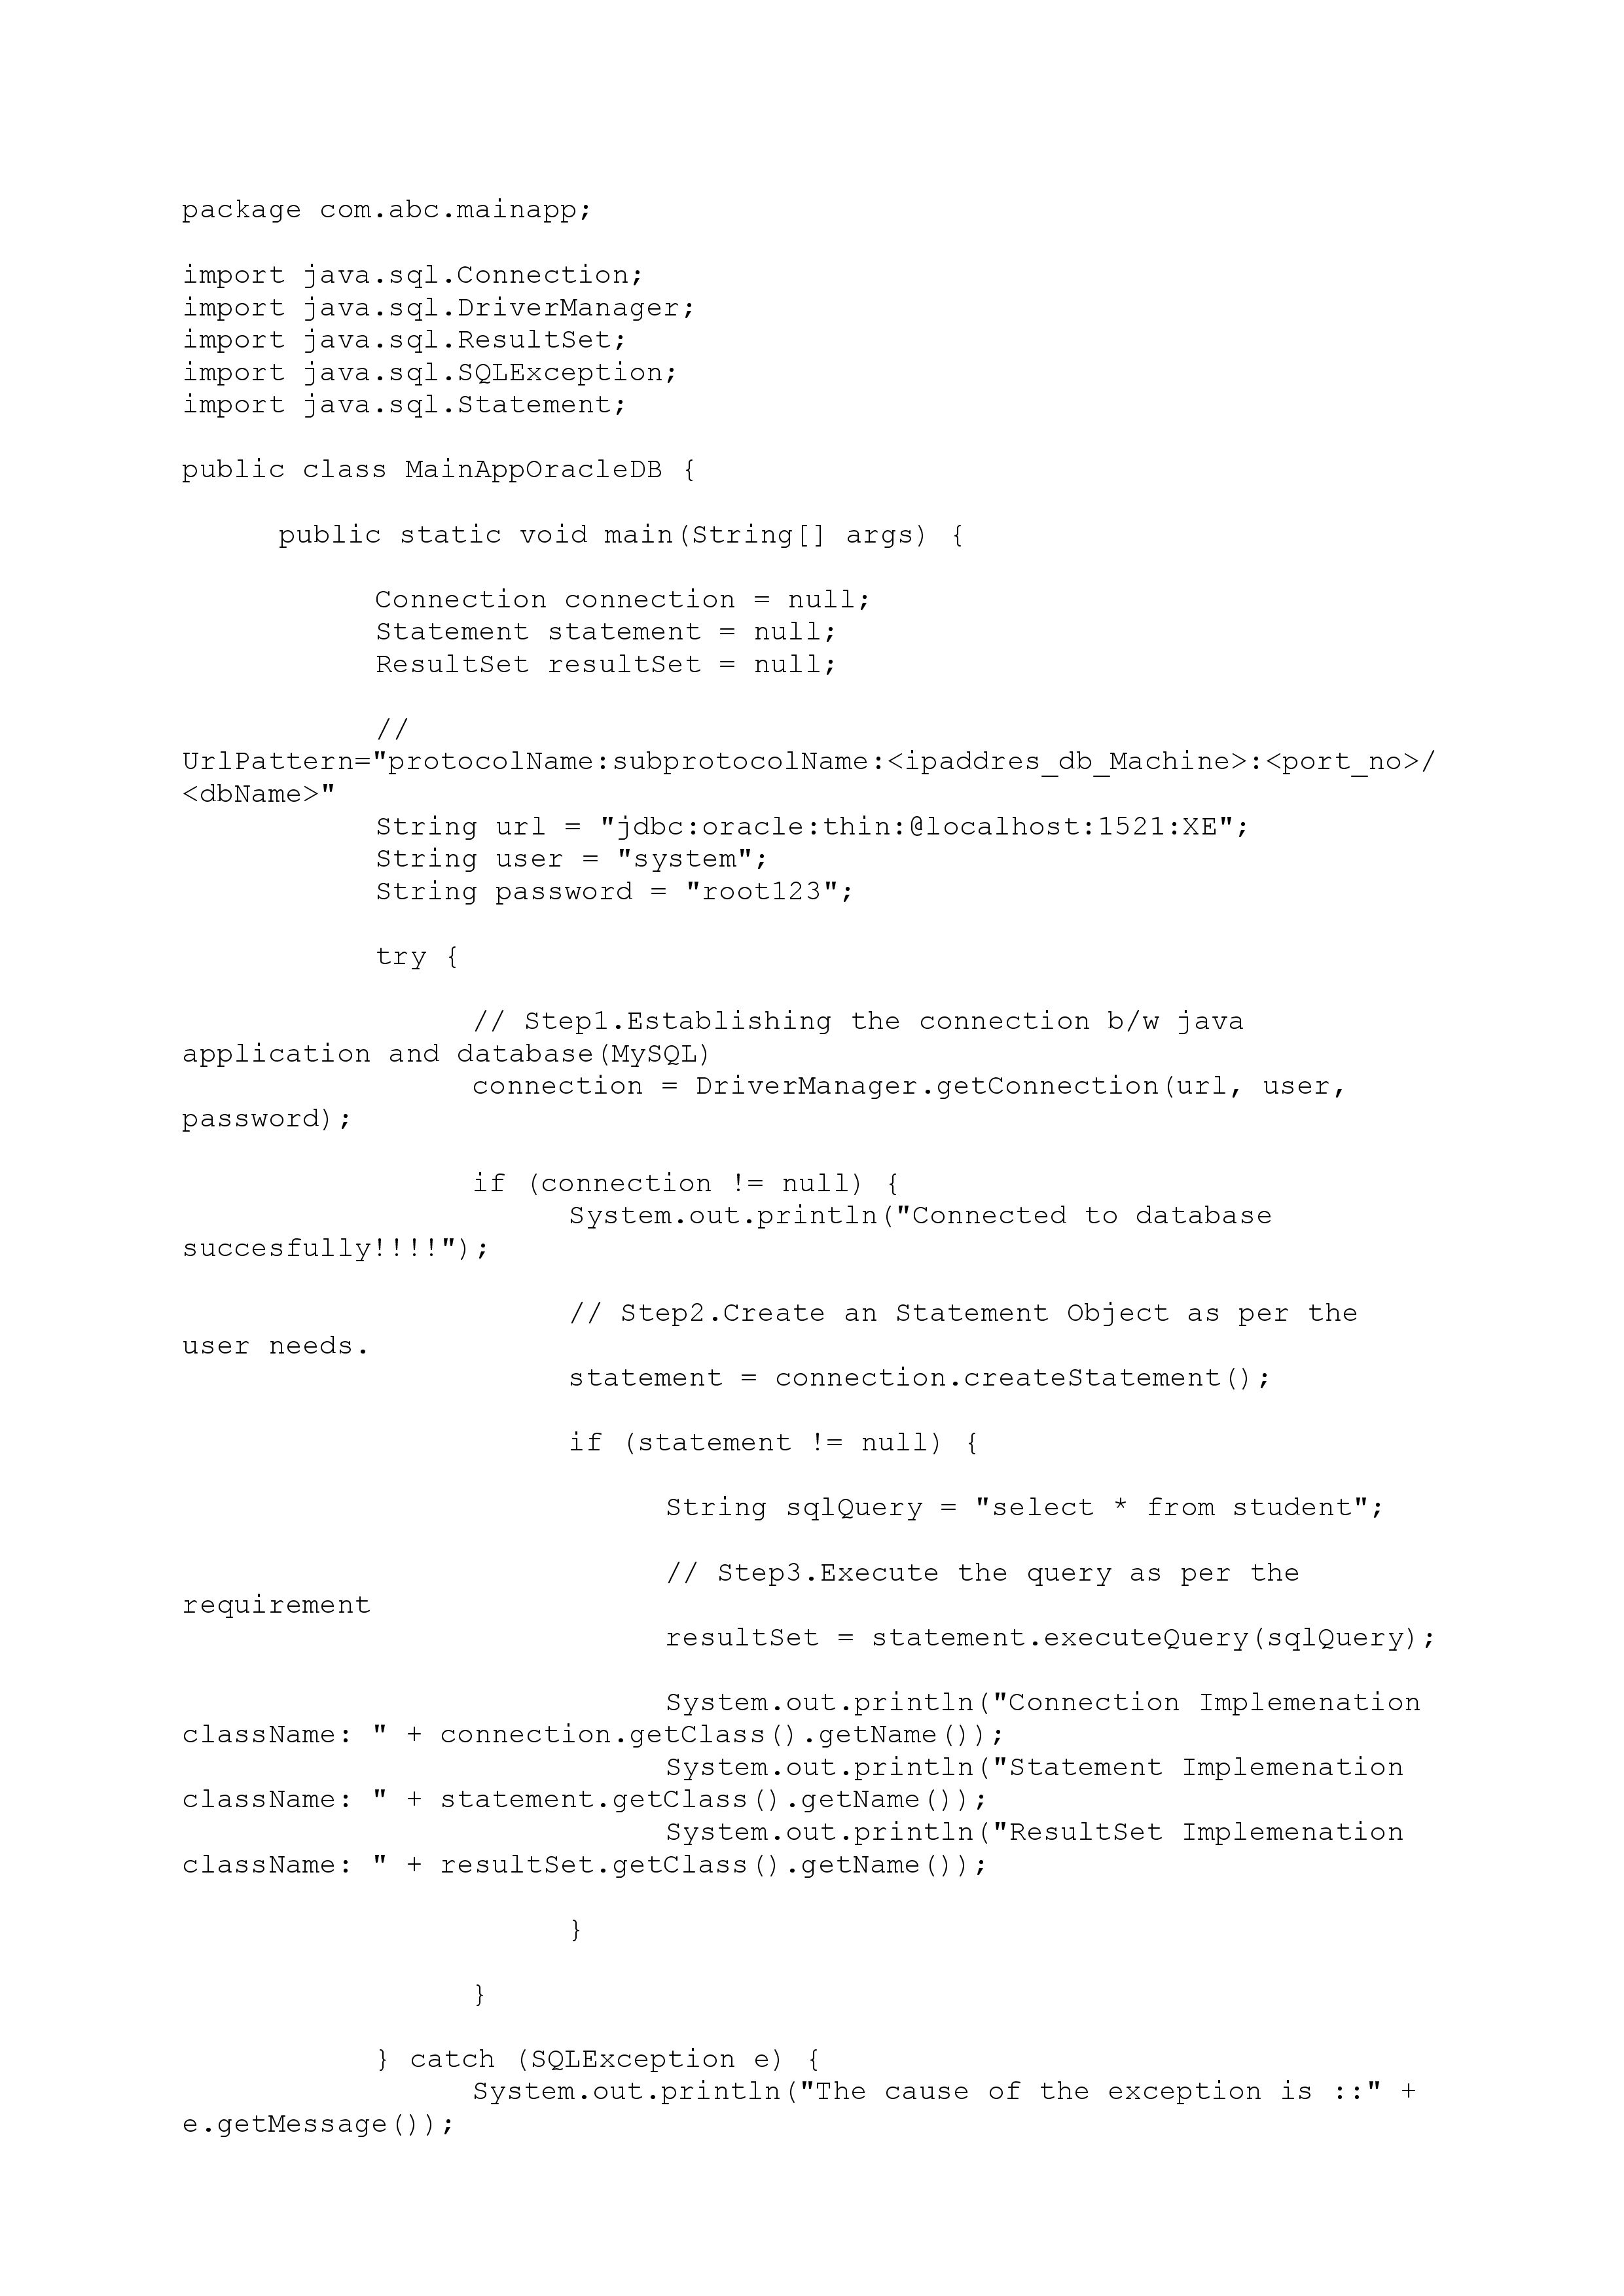 package com.abc.mainapp;
import java.sql.Connection;
import java.sql.DriverManager;
import java.sql.ResultSet;
import java.sql.SQLException;
import java.sql.Statement;
public class MainAppOracleDB {
public static void main(String[] args) {
Connection connection = null;
Statement statement = null;
ResultSet resultSet = null;
//
UrlPattern="protocolName:subprotocolName:<ipaddres_db_Machine>:<port_no>/
<dbName>"
String url = "jdbc:oracle:thin:@localhost:1521:XE";
String user = "system";
String password = "root123";
try {
// Step1.Establishing the connection b/w java
application and database(MySQL)
connection = DriverManager.getConnection(url, user,
password);
if (connection != null) {
System.out.println("Connected to database
succesfully!!!!");
// Step2.Create an Statement Object as per the
user needs.
statement = connection.createStatement();
if (statement != null) {
String sqlQuery = "select * from student";
// Step3.Execute the query as per the
requirement
resultSet = statement.executeQuery(sqlQuery);
System.out.println("Connection Implemenation
className: " + connection.getClass().getName());
System.out.println("Statement Implemenation
className: " + statement.getClass().getName());
System.out.println("ResultSet Implemenation
className: " + resultSet.getClass().getName());
}
}
} catch (SQLException e) {
System.out.println("The cause of the exception is ::" +
e.getMessage());